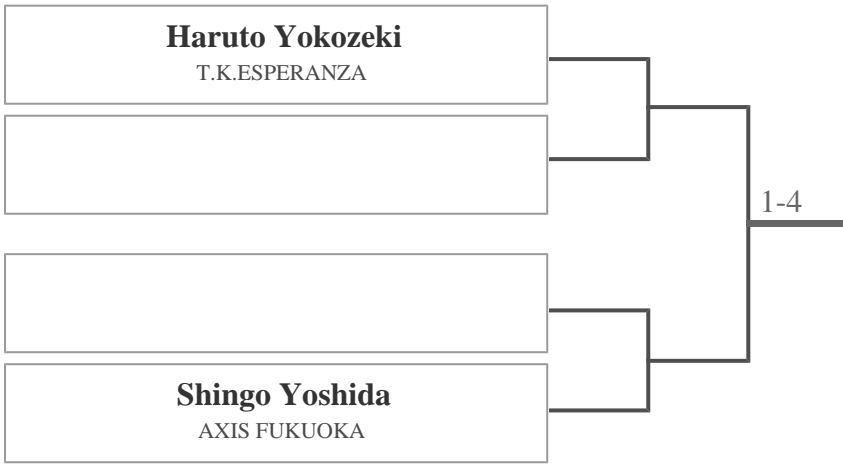 Haruto Yokozeki
T.K.ESPERANZA
1-4
Shingo Yoshida
AXIS FUKUOKA